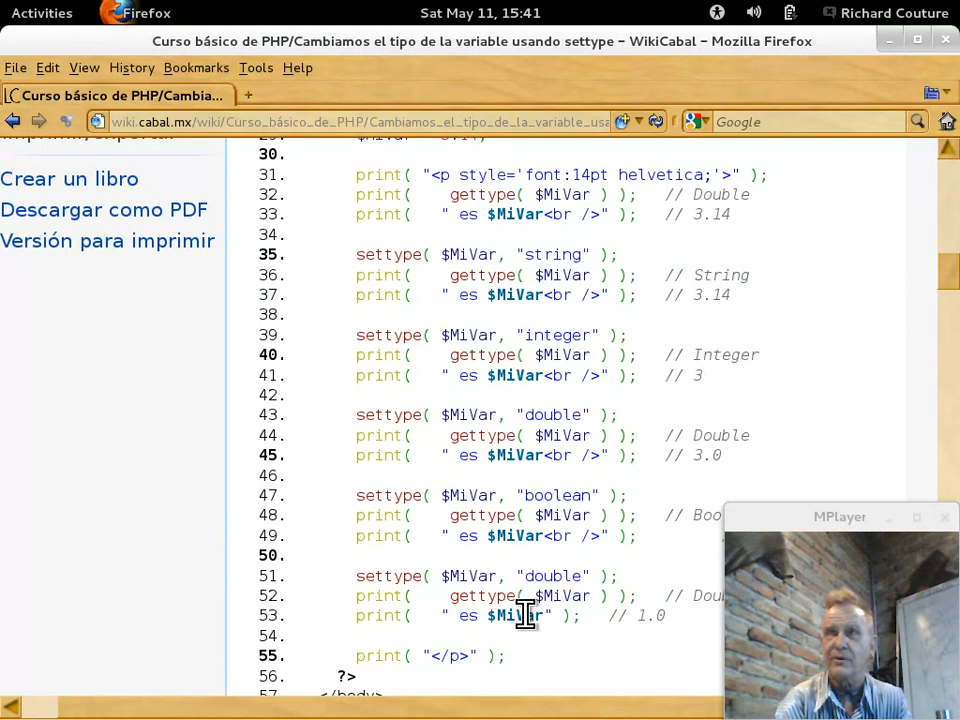 Activities Firefox Sat May 11, 15:41 Richard Couture
Curso básico de PHP/Cambiamos el tipo de la variable usando settype – WikiCabal – Mozilla Firefox
File Edit View History Bookmarks Tools Help
Curso básico de PHP/Cambia... +
wiki.cabal.mx/wiki/Curso_básico_de_PHP/Cambiamos_el_tipo_de_la_variable_usa Google
30.
Crear un libro
Descargar como PDF
Versión para imprimir
31. print( "<p style='font:14pt helvetica;'>" );
32. print( gettype( $MiVar ) ); // Double
33. print( " es $MiVar<br />" ); // 3.14
34.
35. settype( $MiVar, "string" );
36. print( gettype( $MiVar ) ); // String
37. print( " es $MiVar<br />" ); // 3.14
38.
39. settype( $MiVar, "integer" );
40. print( gettype( $MiVar ) ); // Integer
41. print( " es $MiVar<br />" ); // 3
42.
43. settype( $MiVar, "double" );
44. print( gettype( $MiVar ) ); // Double
45. print( " es $MiVar<br />" ); // 3.0
46.
47. settype( $MiVar, "boolean" );
48. print( gettype( $MiVar ) ); // Boo
49. print( " es $MiVar<br />" );
50.
51. settype( $MiVar, "double" );
52. print( gettype( $MiVar ) ); // Dou
53. print( " es $MiVar" ); // 1.0
54.
55. print( "</p>" );
56. ?>
57. </body>
MPlayer